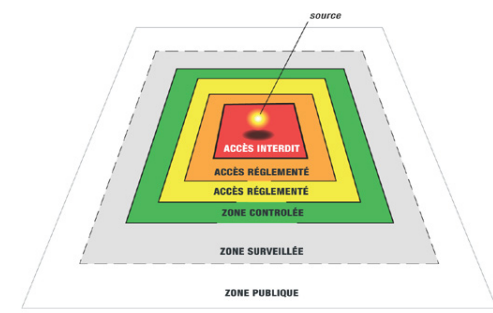 source
ACCÈS INTERDIT
ACCÈS RÉGLEMENTÉ
ACCÈS RÉGLEMENTÉ
ZONE CONTROLÉE
ZONE SURVEILLÉE
ZONE PUBLIQUE